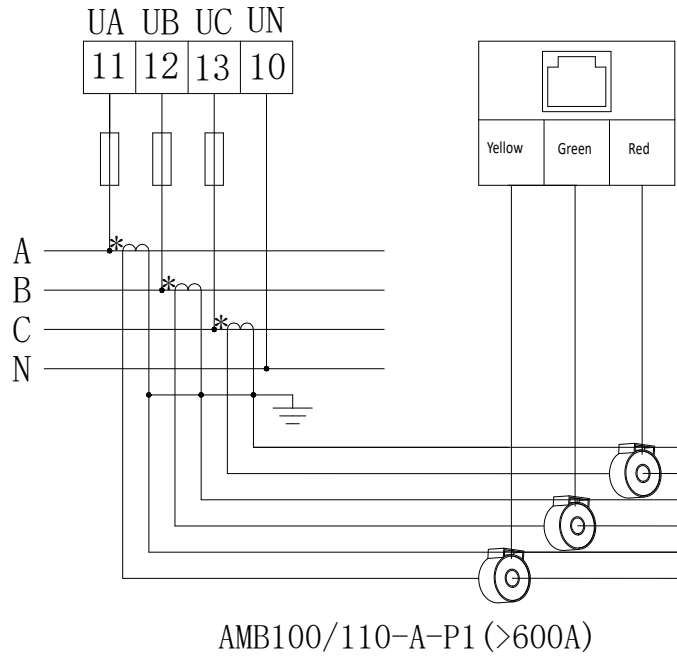 UA UB UC UN
11 12 13 10
Yellow Green Red
A
B
C
N
AMB100/110-A-P1(>600A)